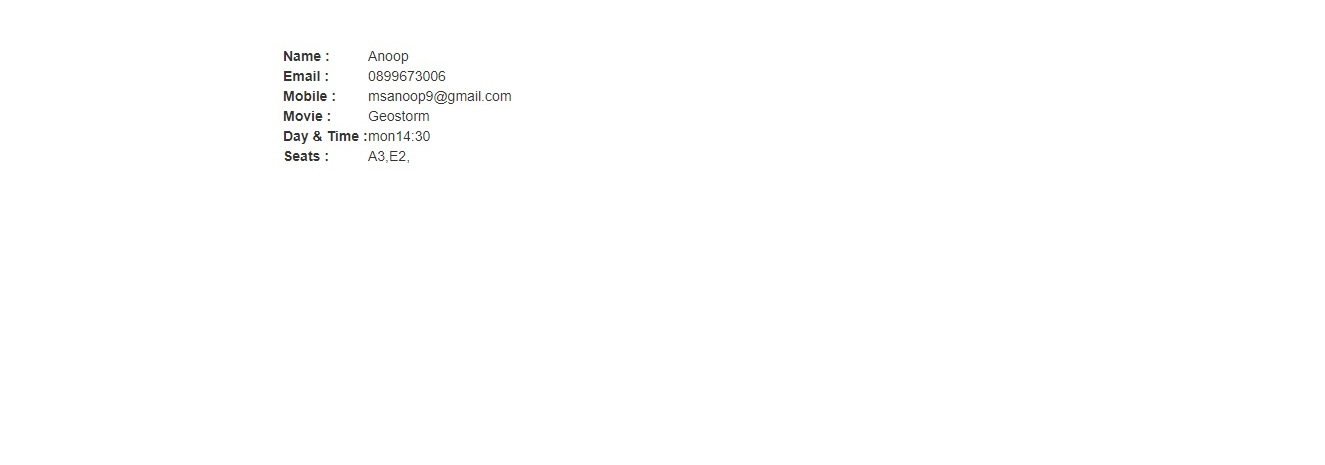 Name : Anoop
Email : 0899673006
Mobile : msanoop9@gmail.com
Movie : Geostorm
Day & Time :mon14:30
Seats : A3,E2,